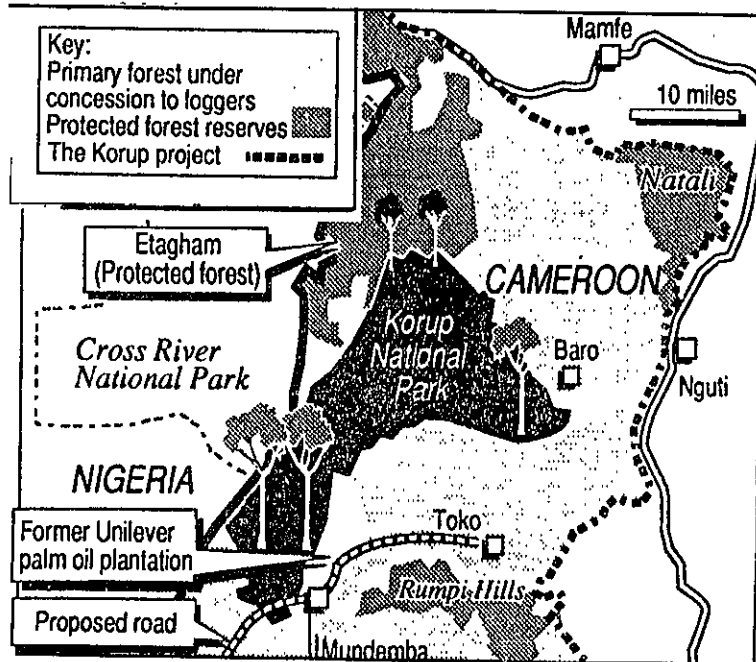 Key:
Primary forest under
concession to loggers
Protected forest reserves
The Korup project
Mamfe
10 miles
Natali
Etagham
(Protected forest)
CAMEROON
Korup
National
Park
Cross River
National Park
Baro
Nguti
NIGERIA
Former Unilever
palm oil plantation
Toko
Rumpi Hills
Proposed road
Mundemba